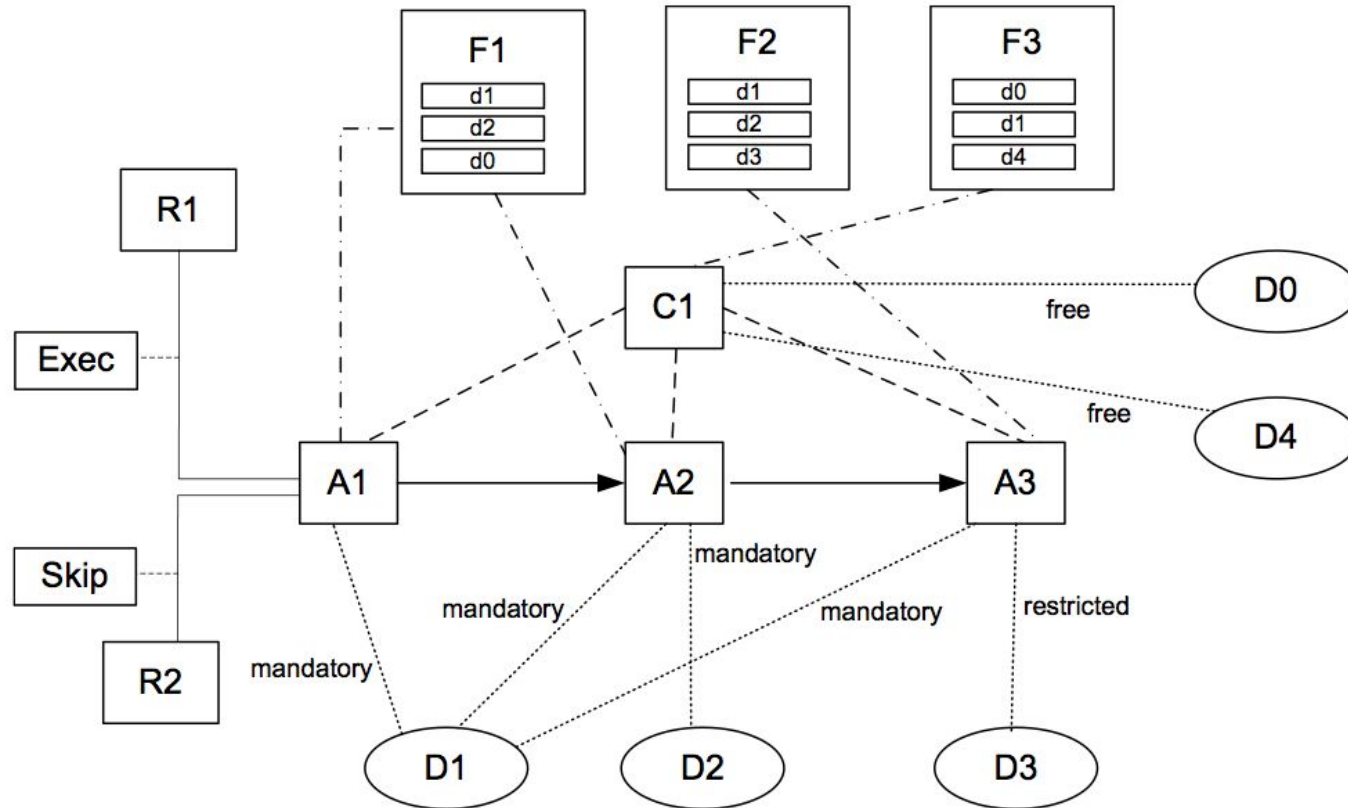 F1
d1
d2
d0
F2
d1
d2
d3
F3
d0
d1
d4
R1
C1
D0
free
Exec
free
D4
A1
A2
A3
Skip
mandatory
mandatory
mandatory
restricted
R2
mandatory
D1
D2
D3